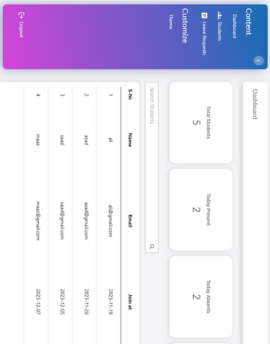 Content
Dashboard
Students
Leave Requests
Customize
Theme
Logout
Dashboard
Total Students
5
Today Present
2
Today Absents
2
Search Students
S-No Name Email Join at
1 ali ali@gmail.com 2023-11-18
2 asad asad@gmail.com 2023-11-20
3 saad saad@gmail.com 2023-12-05
4 maaz maaz@gmail.com 2023-12-07